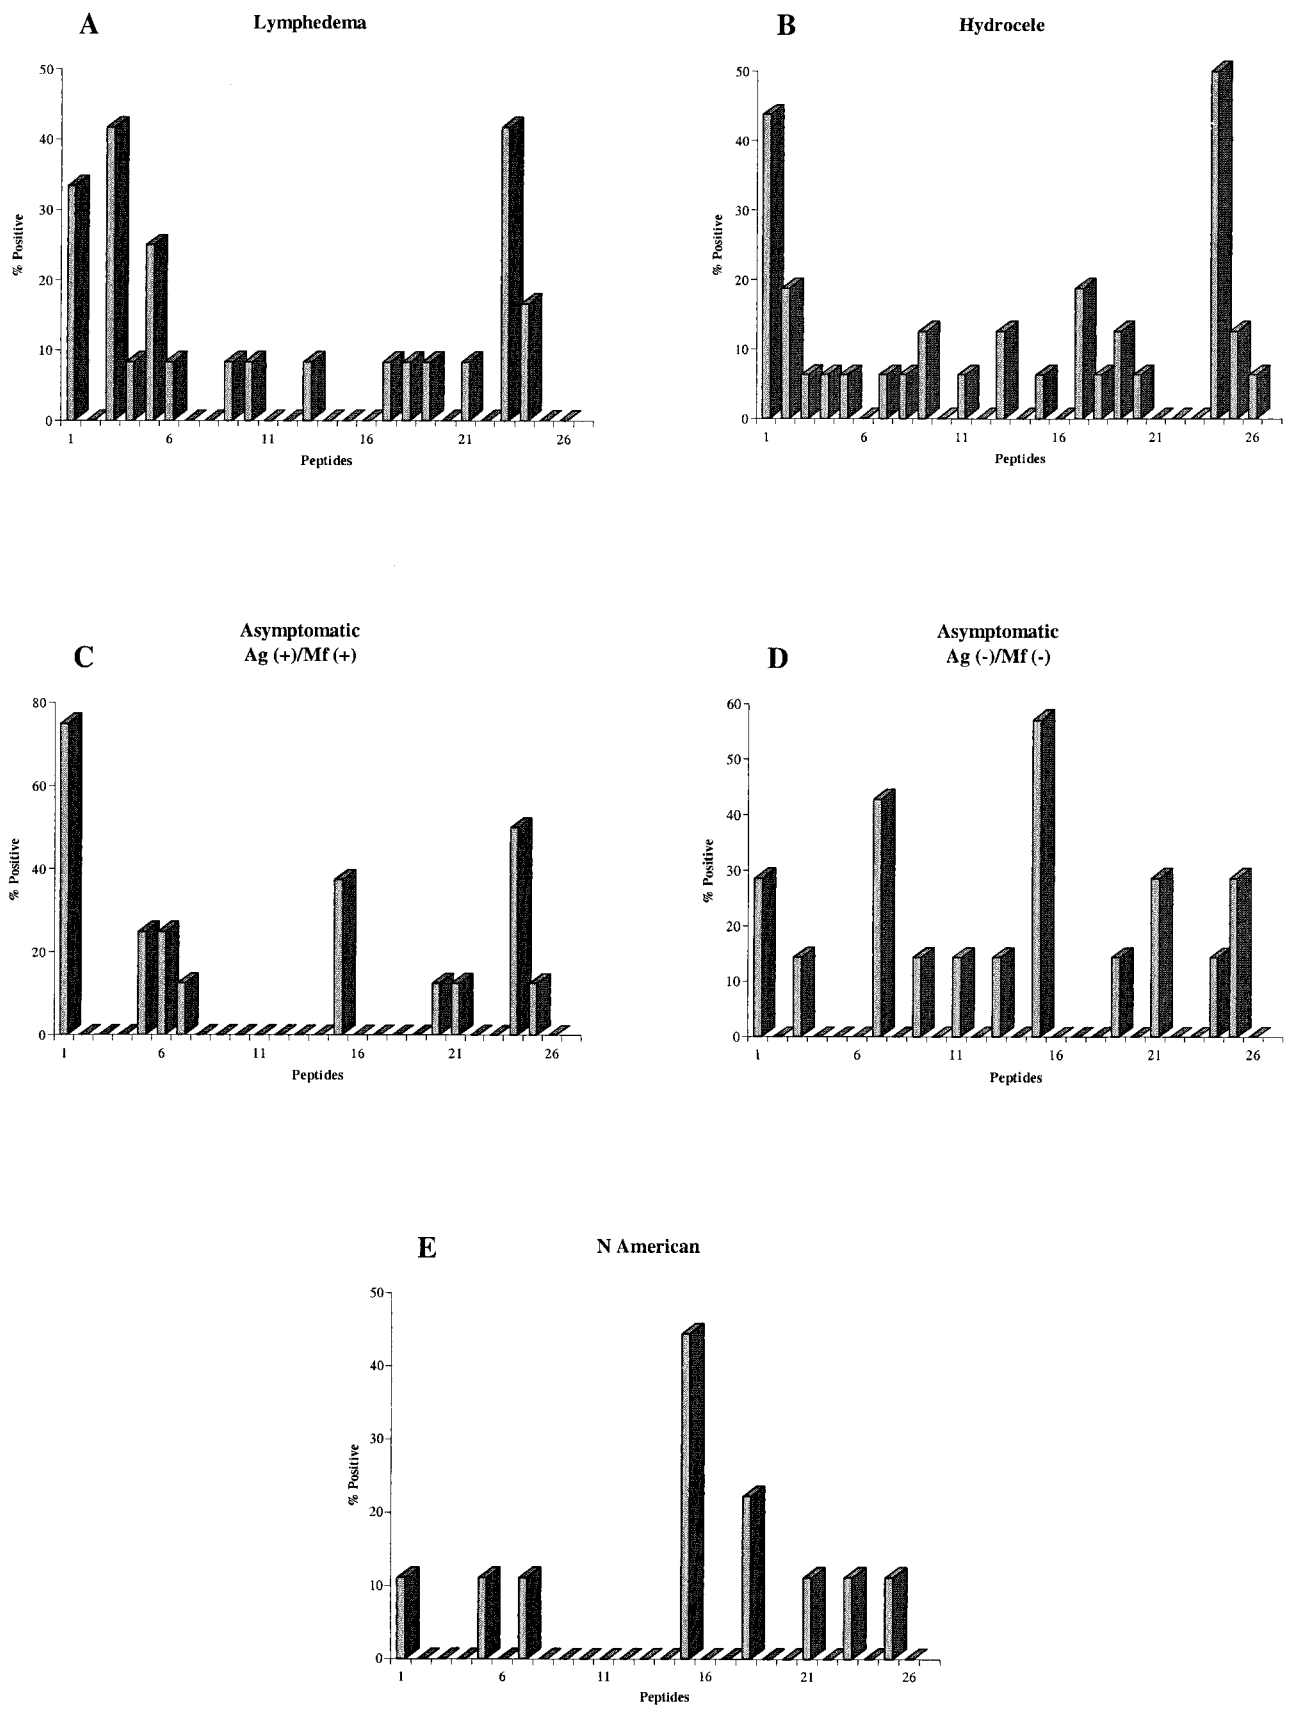 A
Lymphedema
50
40
30
20
10
0
% Positive
1 6 11 16 21 26
Peptides
B
Hydrocele
50
40
30
20
10
0
% Positive
1 6 11 16 21 26
Peptides
C
Asymptomatic
Ag (+)/Mf (+)
80
60
40
20
0
% Positive
1 6 11 16 21 26
Peptides
D
Asymptomatic
Ag (-)/Mf (-)
60
50
40
30
20
10
0
% Positive
1 6 11 16 21 26
Peptides
E
N American
50
40
30
20
10
0
% Positive
1 6 11 16 21 26
Peptides